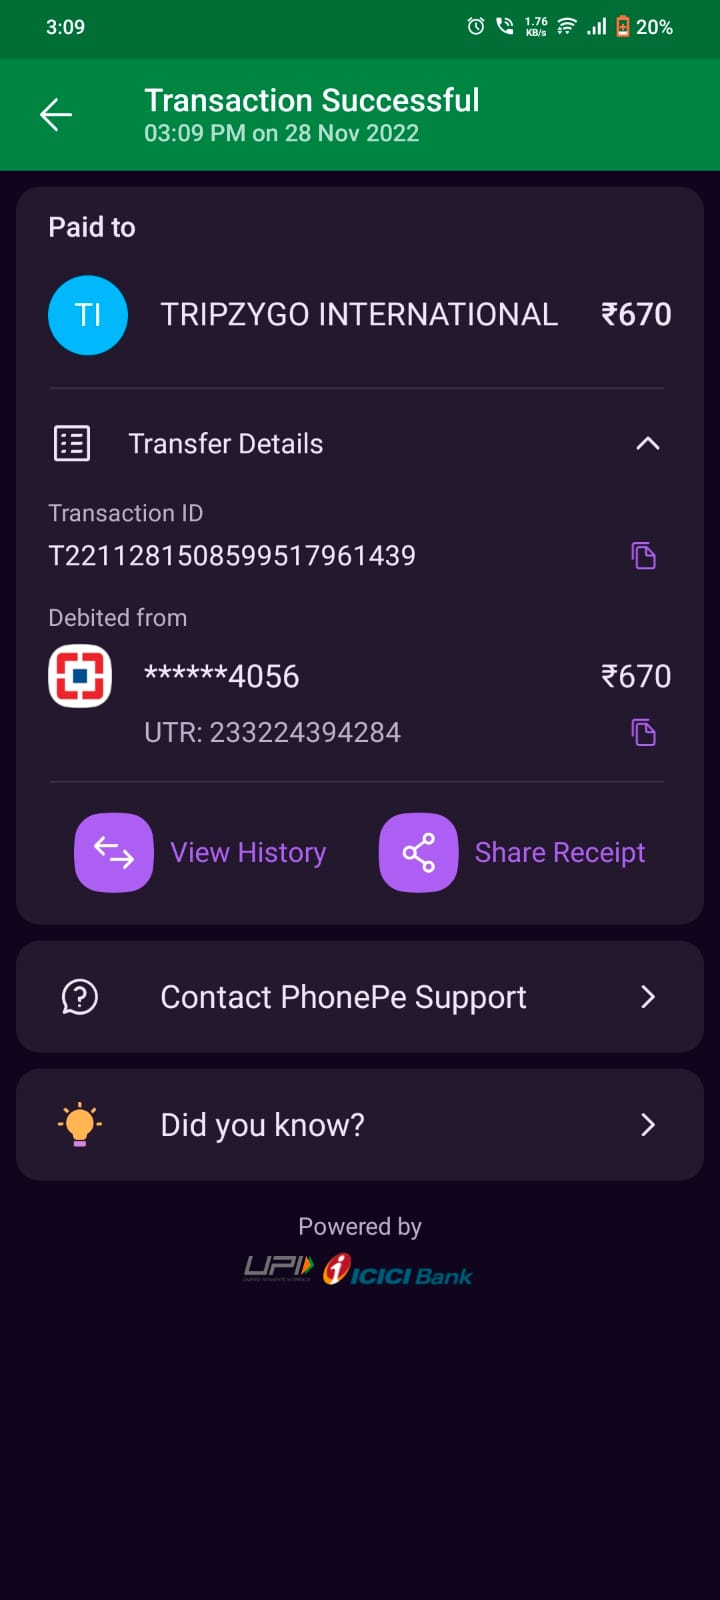 3:09
1.76
KB/s
20%
Transaction Successful
03:09 PM on 28 Nov 2022
Paid to
TI
TRIPZYGO INTERNATIONAL ₹670
Transfer Details
Transaction ID
T2211281508599517961439
Debited from
******4056 ₹670
UTR: 233224394284
View History
Share Receipt
Contact PhonePe Support
Did you know?
Powered by
UPI
ICICI Bank